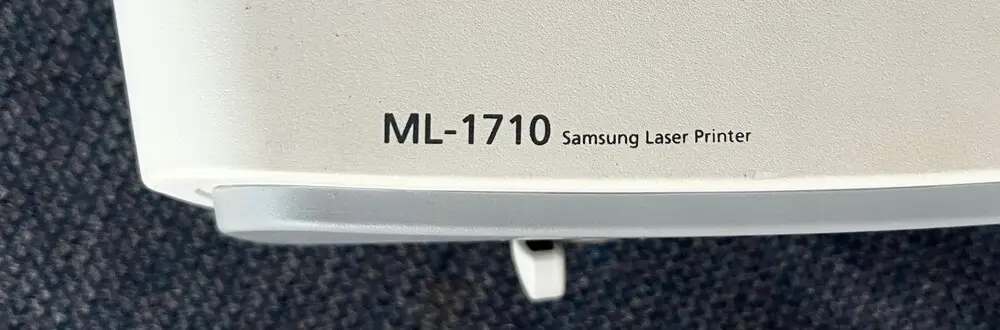 ML-1710 Samsung Laser Printer